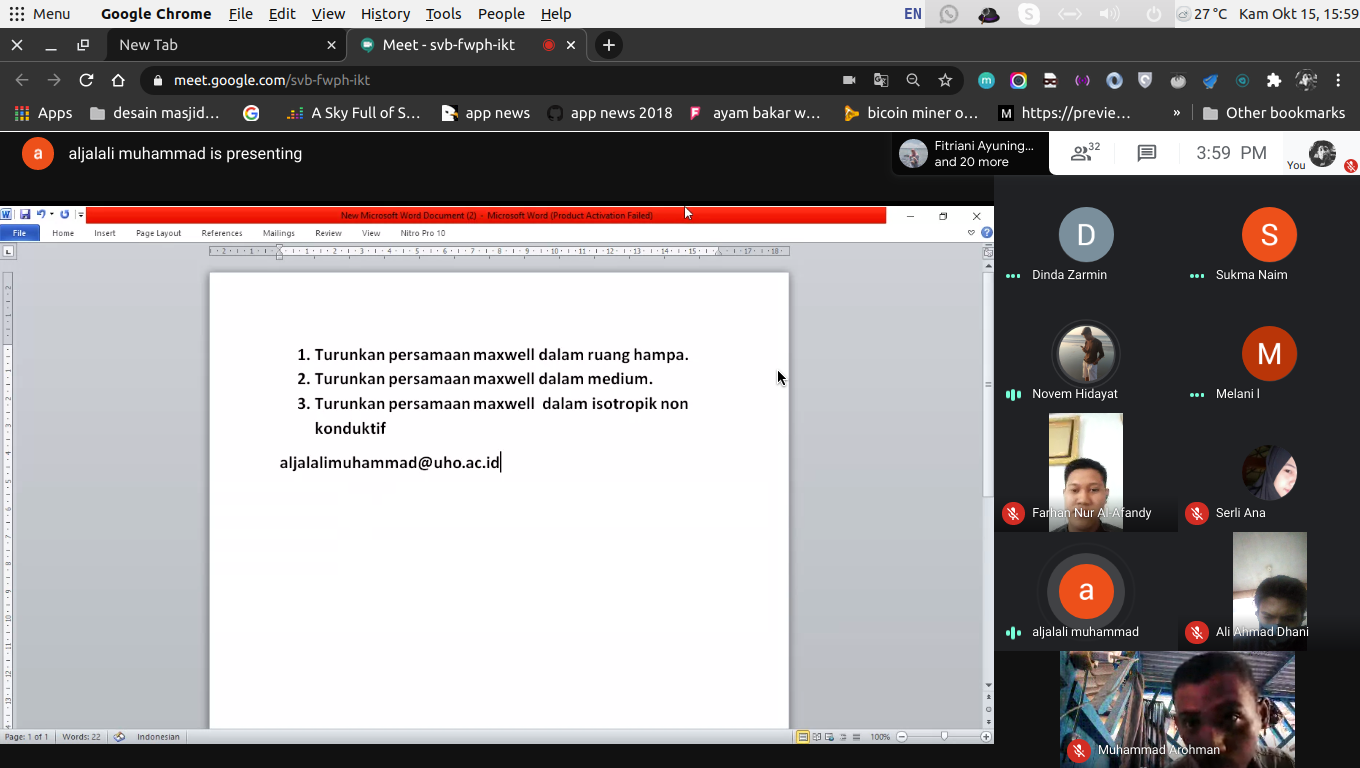 Menu Google Chrome File Edit View History Tools People Help EN 27 °C Kam Okt 15, 15:59
New Tab Meet - svb-fwph-ikt
meet.google.com/svb-fwph-ikt
Apps desain masjid... A Sky Full of S... app news app news 2018 ayam bakar w... bicoin miner o... https://previe... » Other bookmarks
a aljalali muhammad is presenting
Fitriani Ayuning...
and 20 more
32
3:59 PM
You
New Microsoft Word Document (2) - Microsoft Word (Product Activation Failed)
File Home Insert Page Layout References Mailings Review View Nitro Pro 10
1. Turunkan persamaan maxwell dalam ruang hampa.
2. Turunkan persamaan maxwell dalam medium.
3. Turunkan persamaan maxwell dalam isotropik non
konduktif
aljalalimuhammad@uho.ac.id
Page: 1 of 1 Words: 22 Indonesian 100%
D S
Dinda Zarmin Sukma Naim
M
Novem Hidayat Melani I
Farhan Nur Al-Afandy Serli Ana
a
aljalali muhammad Ali Ahmad Dhani
Muhammad Arohman